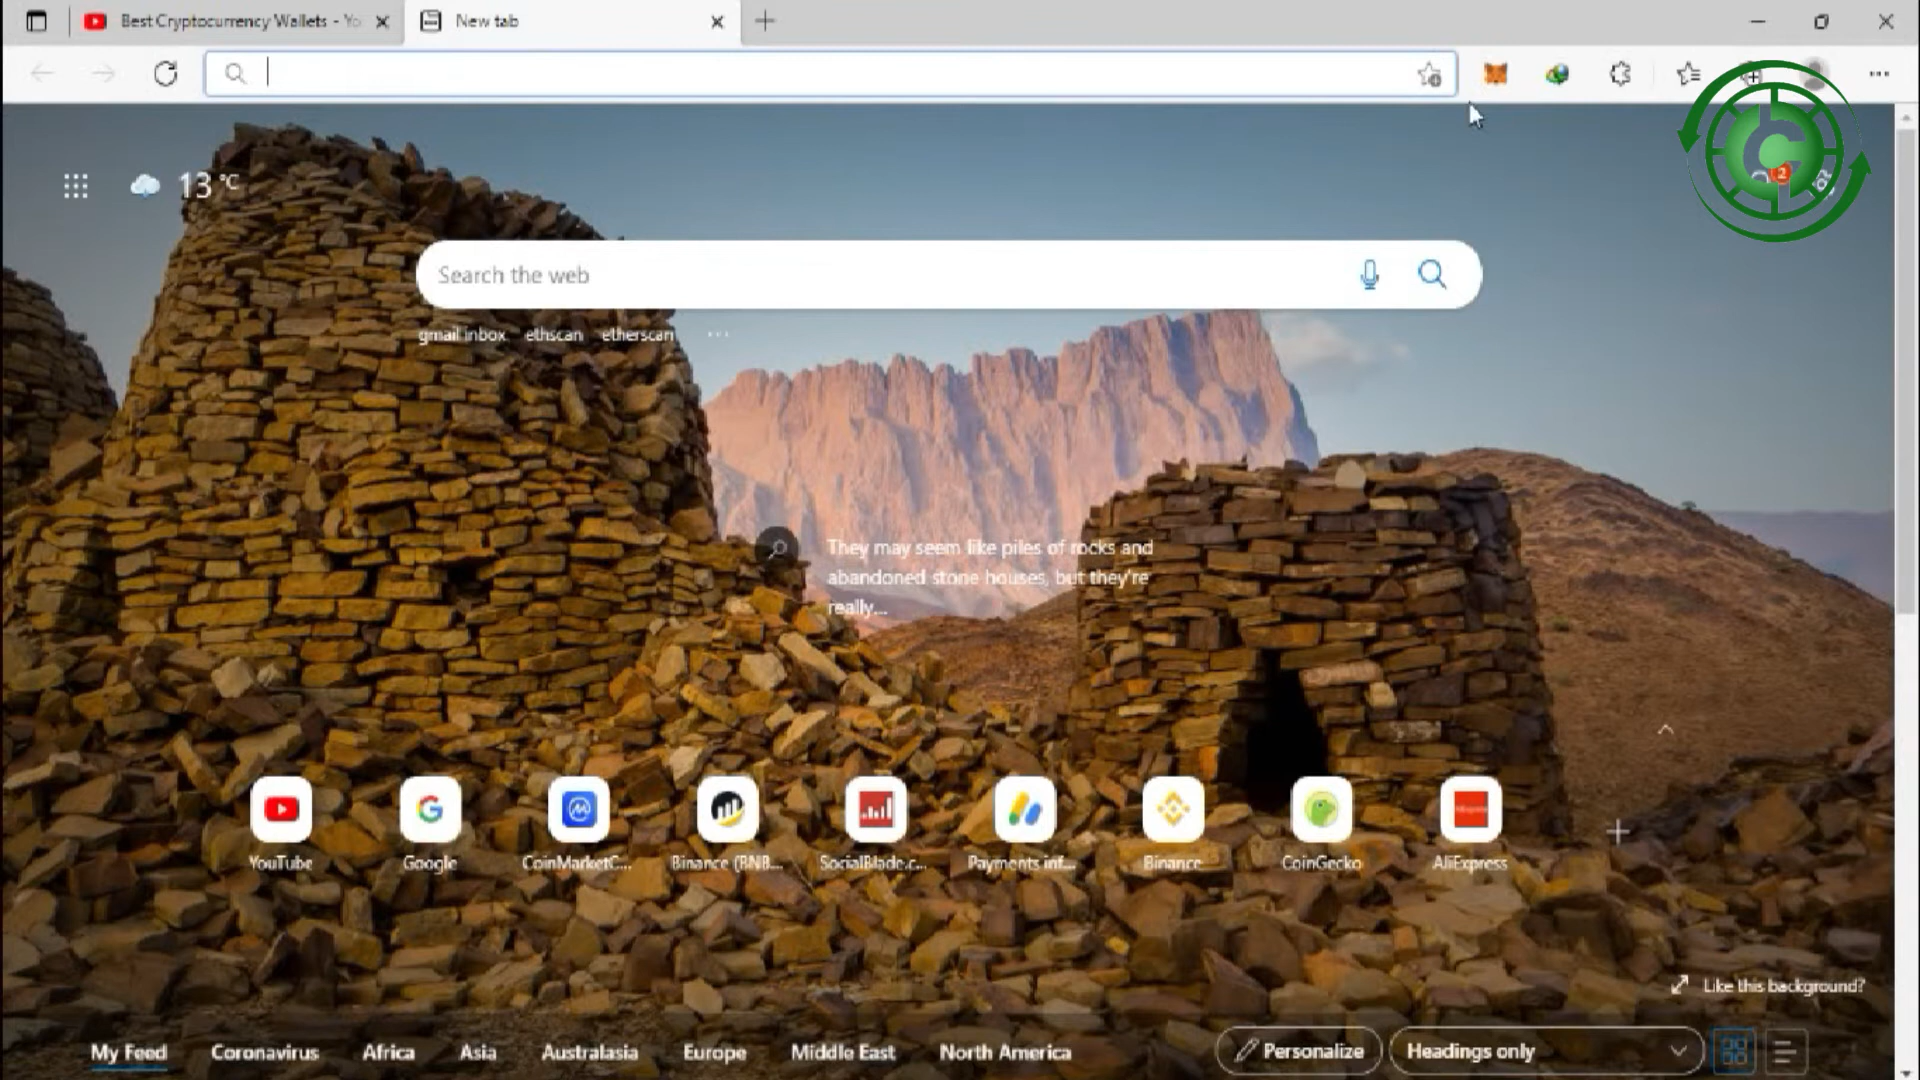 Best Cryptocurrency Wallets - Yo
New tab
13 °C
2
Search the web
gmail inbox ethscan etherscan ...
They may seem like piles of rocks and
abandoned stone houses, but they're
really...
YouTube
Google
CoinMarketC...
Binance (BNB...
SocialBlade.c...
Payments inf...
Binance
CoinGecko
AliExpress
Like this background?
My Feed Coronavirus Africa Asia Australasia Europe Middle East North America
Personalize
Headings only